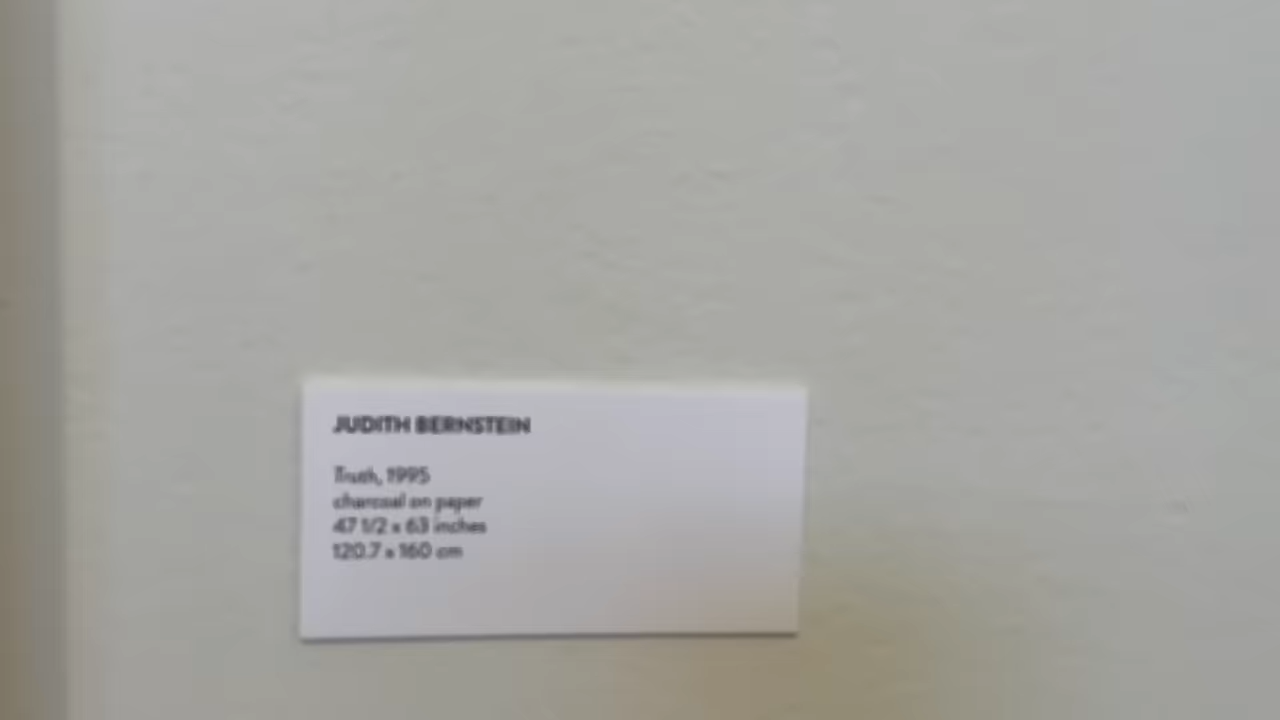 JUDITH BERNSTEIN
Truth, 1995
charcoal on paper
47 1/2 x 63 inches
120.7 x 160 cm